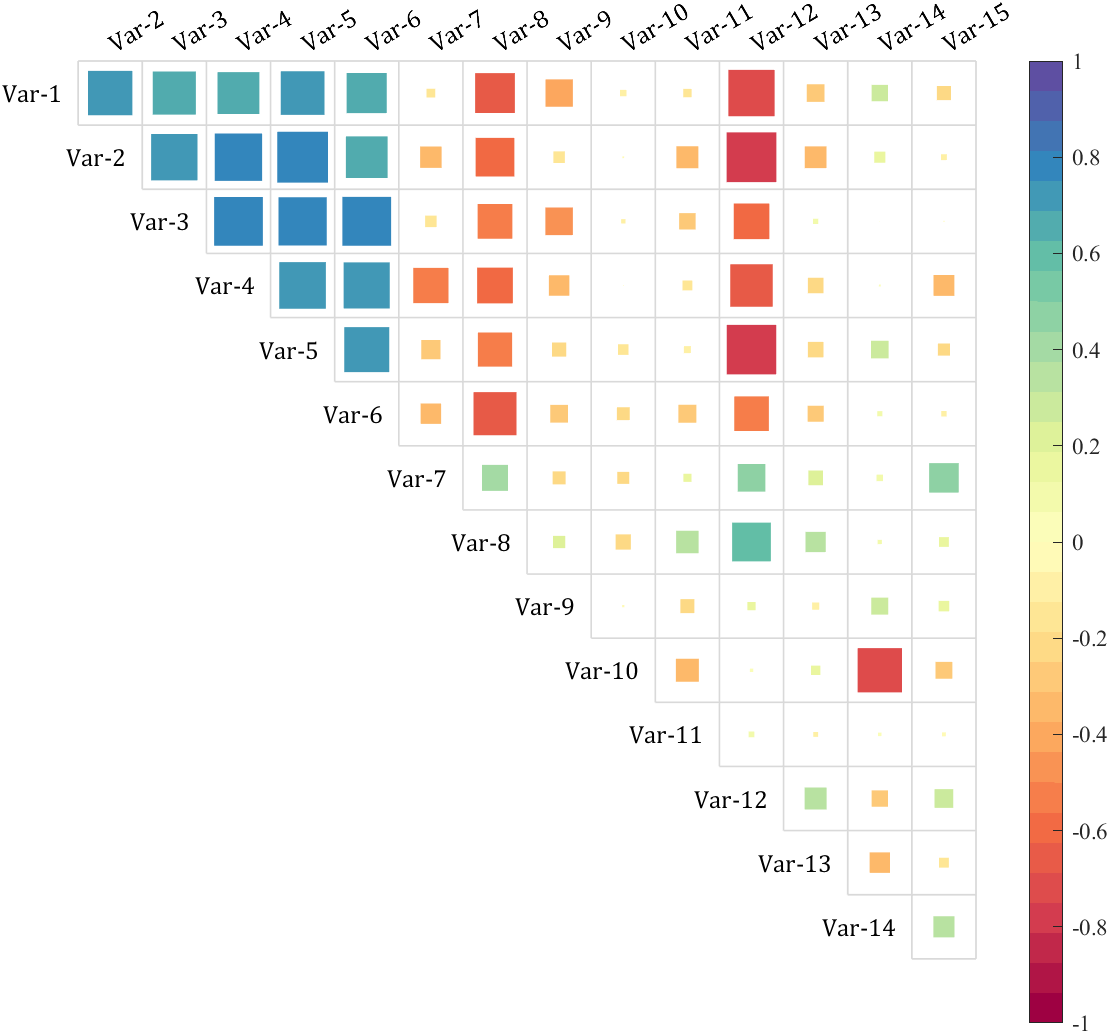 Var-2 Var-3 Var-4 Var-5 Var-6 Var-7 Var-8 Var-9 Var-10 Var-11 Var-12 Var-13 Var-14 Var-15
Var-1
Var-2
Var-3
Var-4
Var-5
Var-6
Var-7
Var-8
Var-9
Var-10
Var-11
Var-12
Var-13
Var-14
1
0.8
0.6
0.4
0.2
0
-0.2
-0.4
-0.6
-0.8
-1